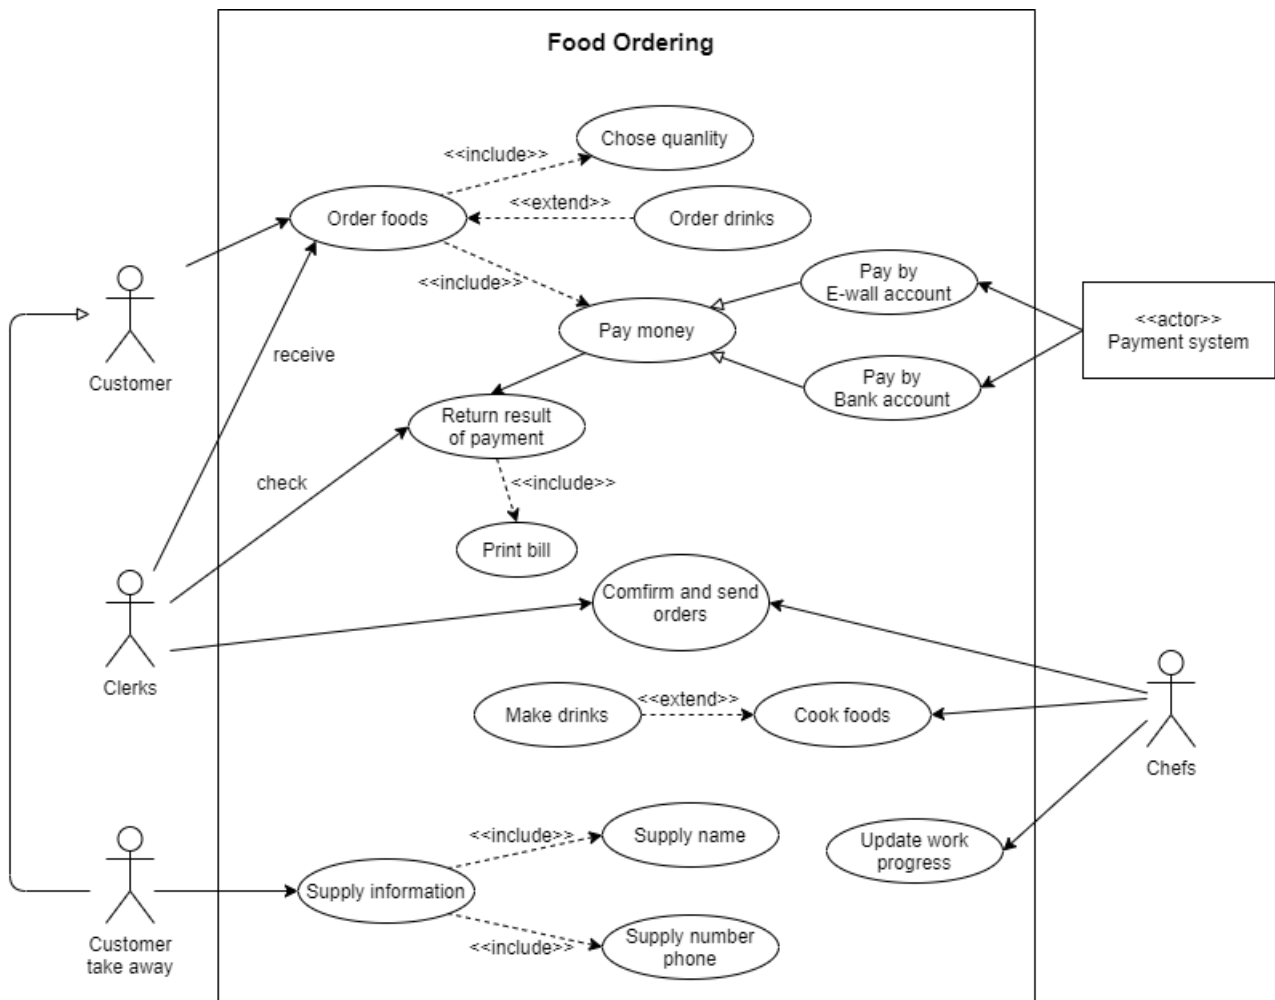 Food Ordering
Chose quanlity
<<include>>
<<extend>>
Order foods
Order drinks
<<include>>
Pay by
E-wall account
<<actor>>
Payment system
Pay money
receive
Customer
Pay by
Bank account
Return result
of payment
check
<<include>>
Print bill
Comfirm and send
orders
Clerks
<<extend>>
Make drinks
Cook foods
Chefs
<<include>>
Supply name
Update work
progress
Supply information
Customer
take away
<<include>>
Supply number
phone